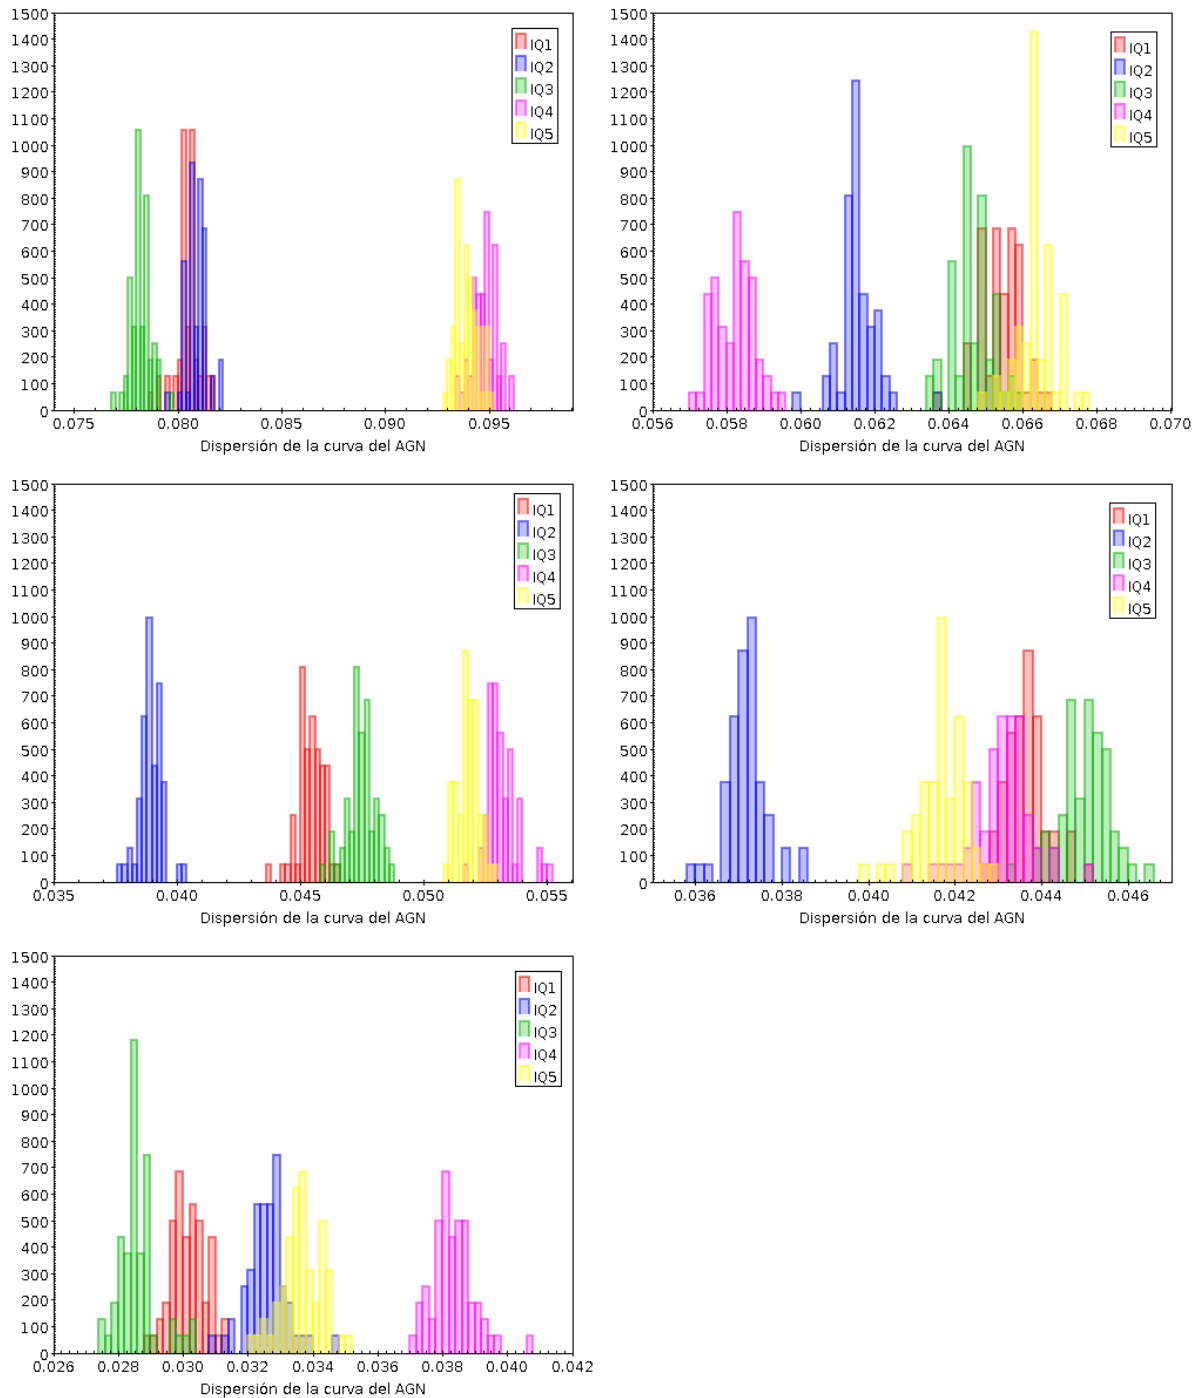 1500
1400
1300
1200
1100
1000
900
800
700
600
500
400
300
200
100
0
0.075 0.080 0.085 0.090 0.095
Dispersión de la curva del AGN
IQ1
IQ2
IQ3
IQ4
IQ5
1500
1400
1300
1200
1100
1000
900
800
700
600
500
400
300
200
100
0
0.056 0.058 0.060 0.062 0.064 0.066 0.068 0.070
Dispersión de la curva del AGN
IQ1
IQ2
IQ3
IQ4
IQ5
1500
1400
1300
1200
1100
1000
900
800
700
600
500
400
300
200
100
0
0.035 0.040 0.045 0.050 0.055
Dispersión de la curva del AGN
IQ1
IQ2
IQ3
IQ4
IQ5
1500
1400
1300
1200
1100
1000
900
800
700
600
500
400
300
200
100
0
0.036 0.038 0.040 0.042 0.044 0.046
Dispersión de la curva del AGN
IQ1
IQ2
IQ3
IQ4
IQ5
1500
1400
1300
1200
1100
1000
900
800
700
600
500
400
300
200
100
0
0.026 0.028 0.030 0.032 0.034 0.036 0.038 0.040 0.042
Dispersión de la curva del AGN
IQ1
IQ2
IQ3
IQ4
IQ5